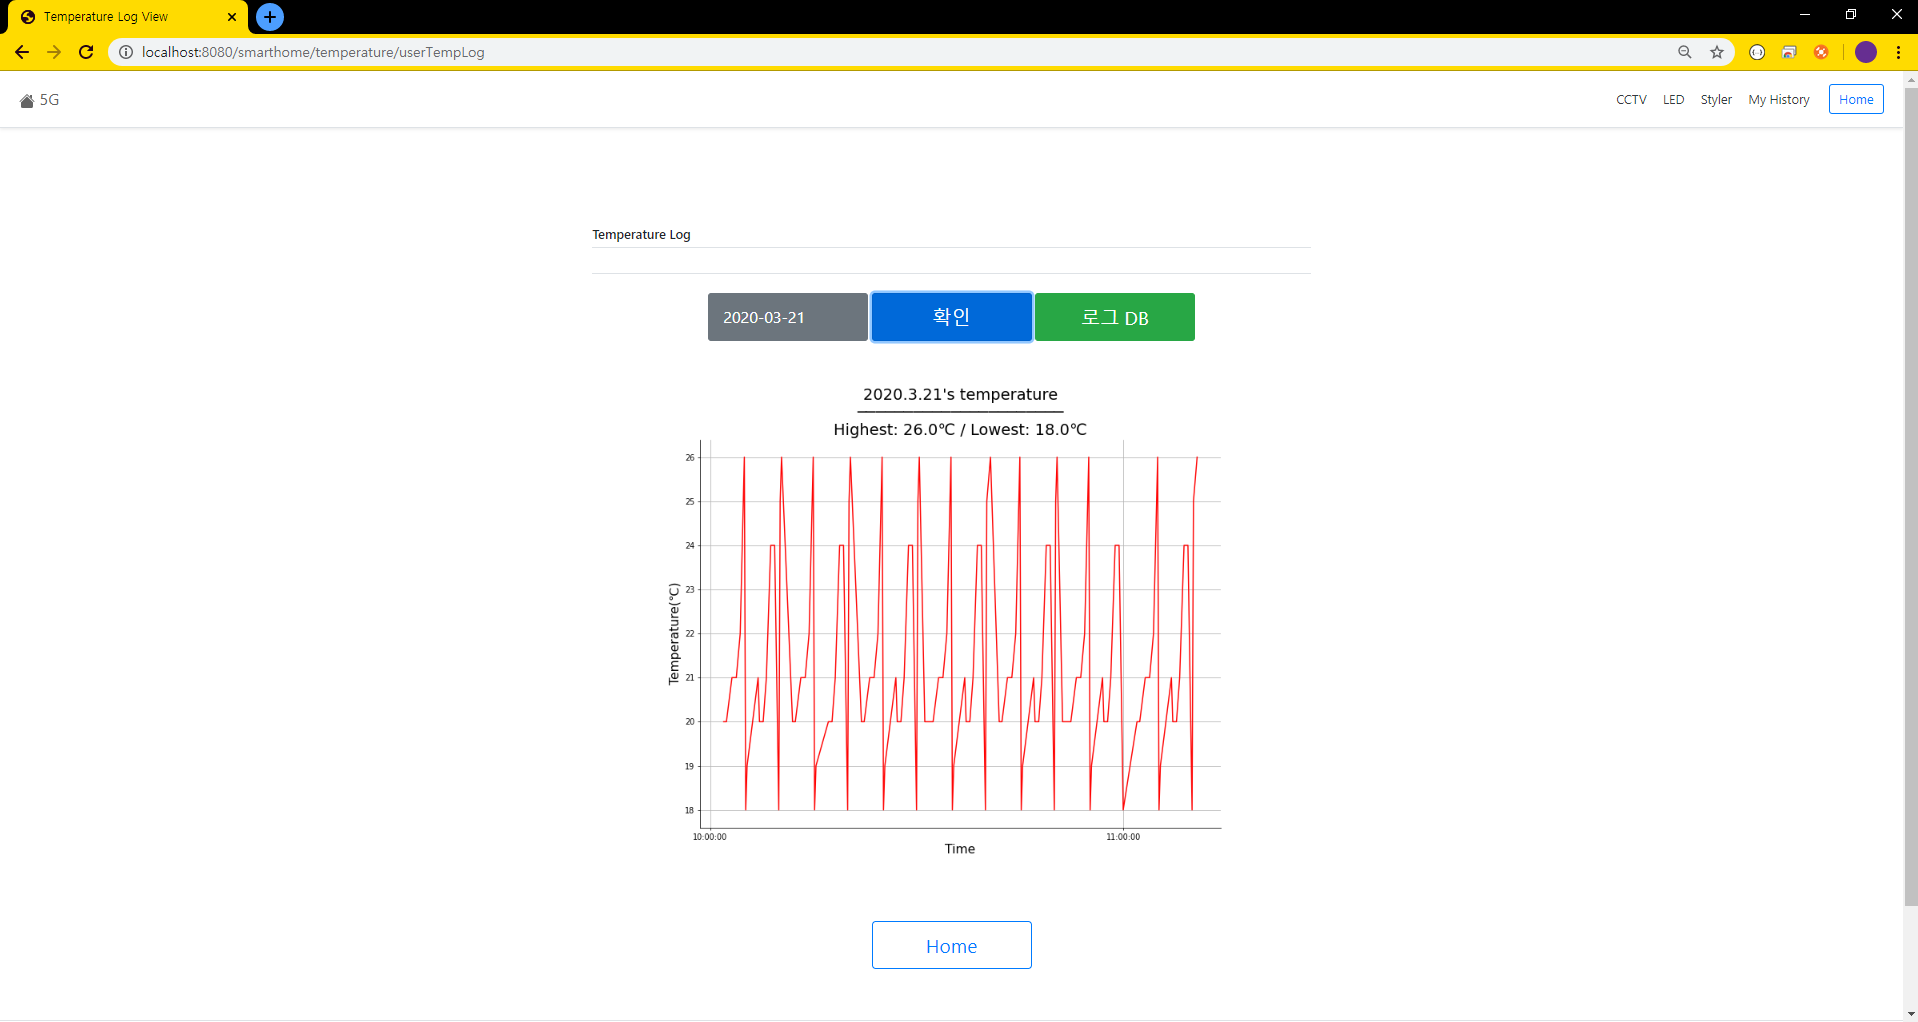 Temperature Log View
localhost:8080/smarthome/temperature/userTempLog
5G
CCTV LED Styler My History Home
Temperature Log
2020-03-21 확인 로그 DB
2020.3.21's temperature
Highest: 26.0℃ / Lowest: 18.0℃
26
25
24
23
22
21
20
19
18
Temperature(℃)
10:00:00 11:00:00
Time
Home